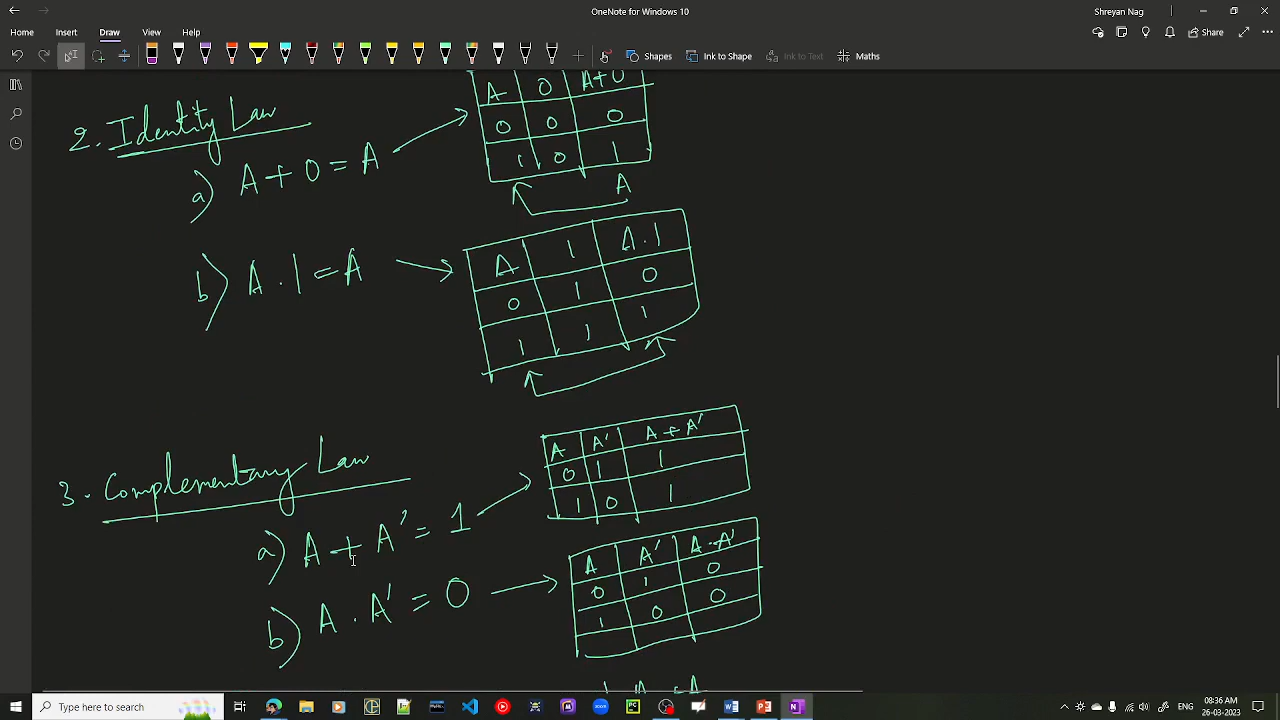 OneNote for Windows 10
Shreyan Nag
Home Insert Draw View Help
Share
Shapes Ink to Shape Ink to Text Maths
2. Identity Law
a) A + 0 = A
A 0 A+0
0 0 0
1 0 1
A
b) A . 1 = A
A 1 A . 1
0 1 0
1 1 1
3. Complementary Law
a) A + A' = 1
A A' A + A'
0 1 1
1 0 1
b) A . A' = 0
A A' A . A'
0 1 0
1 0 0
Type here to search
08:36 AM
26-03-2023